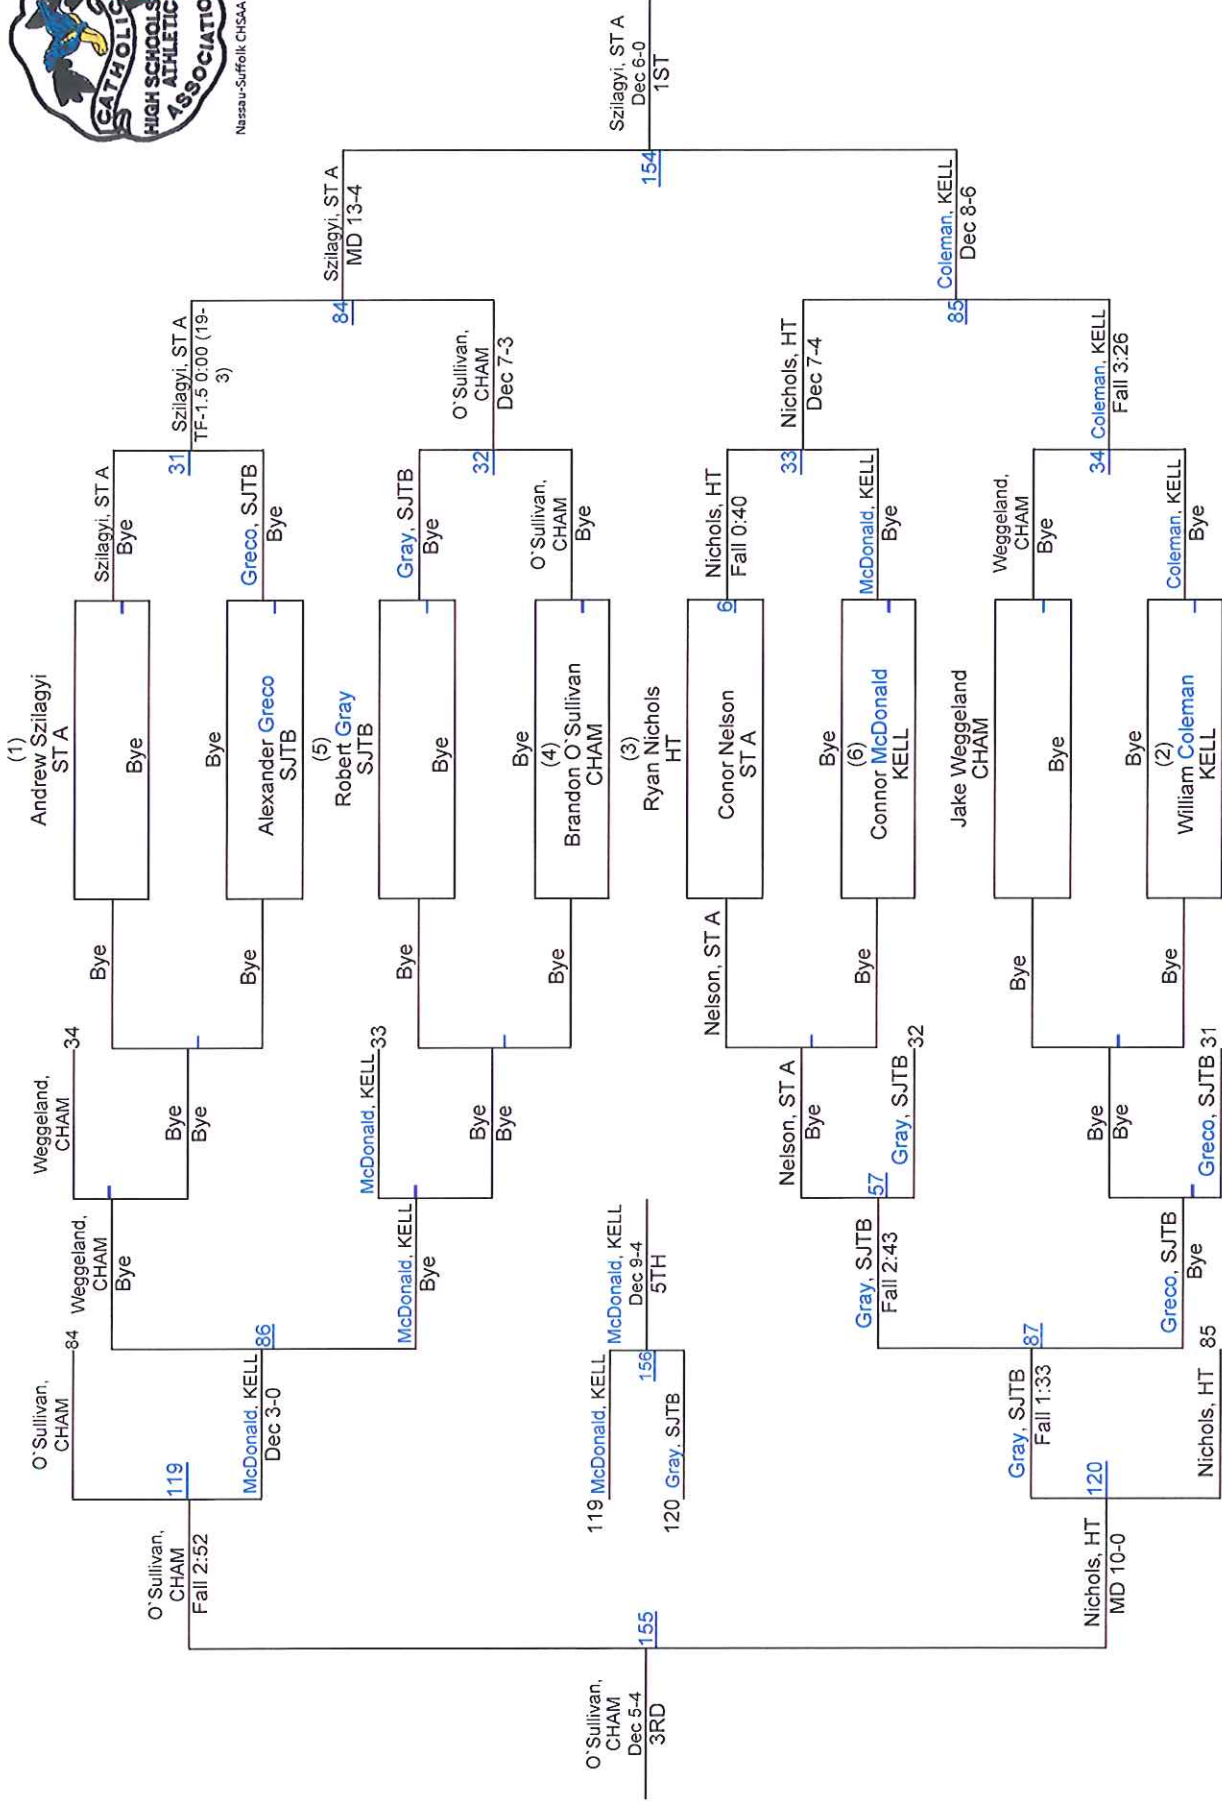 CATHOLIC
HIGH SCHOOLS
ATHLETIC
ASSOCIATIO
Nassau-Suffolk CHSAA
(1)
Andrew Szilagyi
ST A
Bye
Bye
Alexander Greco
SJTB
(5)
Robert Gray
SJTB
Bye
Bye
(4)
Brandon O`Sullivan
CHAM
(3)
Ryan Nichols
HT
Connor Nelson
ST A
6
Bye
(6)
Connor McDonald
KELL
Jake Weggeland
CHAM
Bye
Bye
(2)
William Coleman
KELL
Szilagyi, ST A
Bye
31
Greco, SJTB
Bye
Gray, SJTB
Bye
32
O`Sullivan,
CHAM
Bye
Nichols, HT
Fall 0:40
33
McDonald, KELL
Bye
Weggeland,
CHAM
Bye
34
Coleman, KELL
Bye
Szilagyi, ST A
TF-1.5 0:00 (19-
3)
84
O`Sullivan,
CHAM
Dec 7-3
Nichols, HT
Dec 7-4
85
Coleman, KELL
Fall 3:26
Szilagyi, ST A
MD 13-4
154
Coleman, KELL
Dec 8-6
Szilagyi, ST A
Dec 6-0
1ST
Bye
Bye
Bye
Bye
Nelson, ST A
Bye
Bye
Bye
Weggeland,
CHAM
34
Bye
Bye
McDonald, KELL
33
Bye
Bye
Nelson, ST A
Bye
57
Gray, SJTB
32
Bye
Bye
Greco, SJTB
31
O`Sullivan,
CHAM
84
Weggeland,
CHAM
Bye
86
McDonald, KELL
Bye
Gray, SJTB
Fall 2:43
87
Greco, SJTB
Bye
119
McDonald, KELL
Dec 3-0
Gray, SJTB
Fall 1:33
120
Nichols, HT
85
O`Sullivan,
CHAM
Fall 2:52
155
Nichols, HT
MD 10-0
O`Sullivan,
CHAM
Dec 5-4
3RD
119
McDonald, KELL
156
120
Gray, SJTB
McDonald, KELL
Dec 9-4
5TH